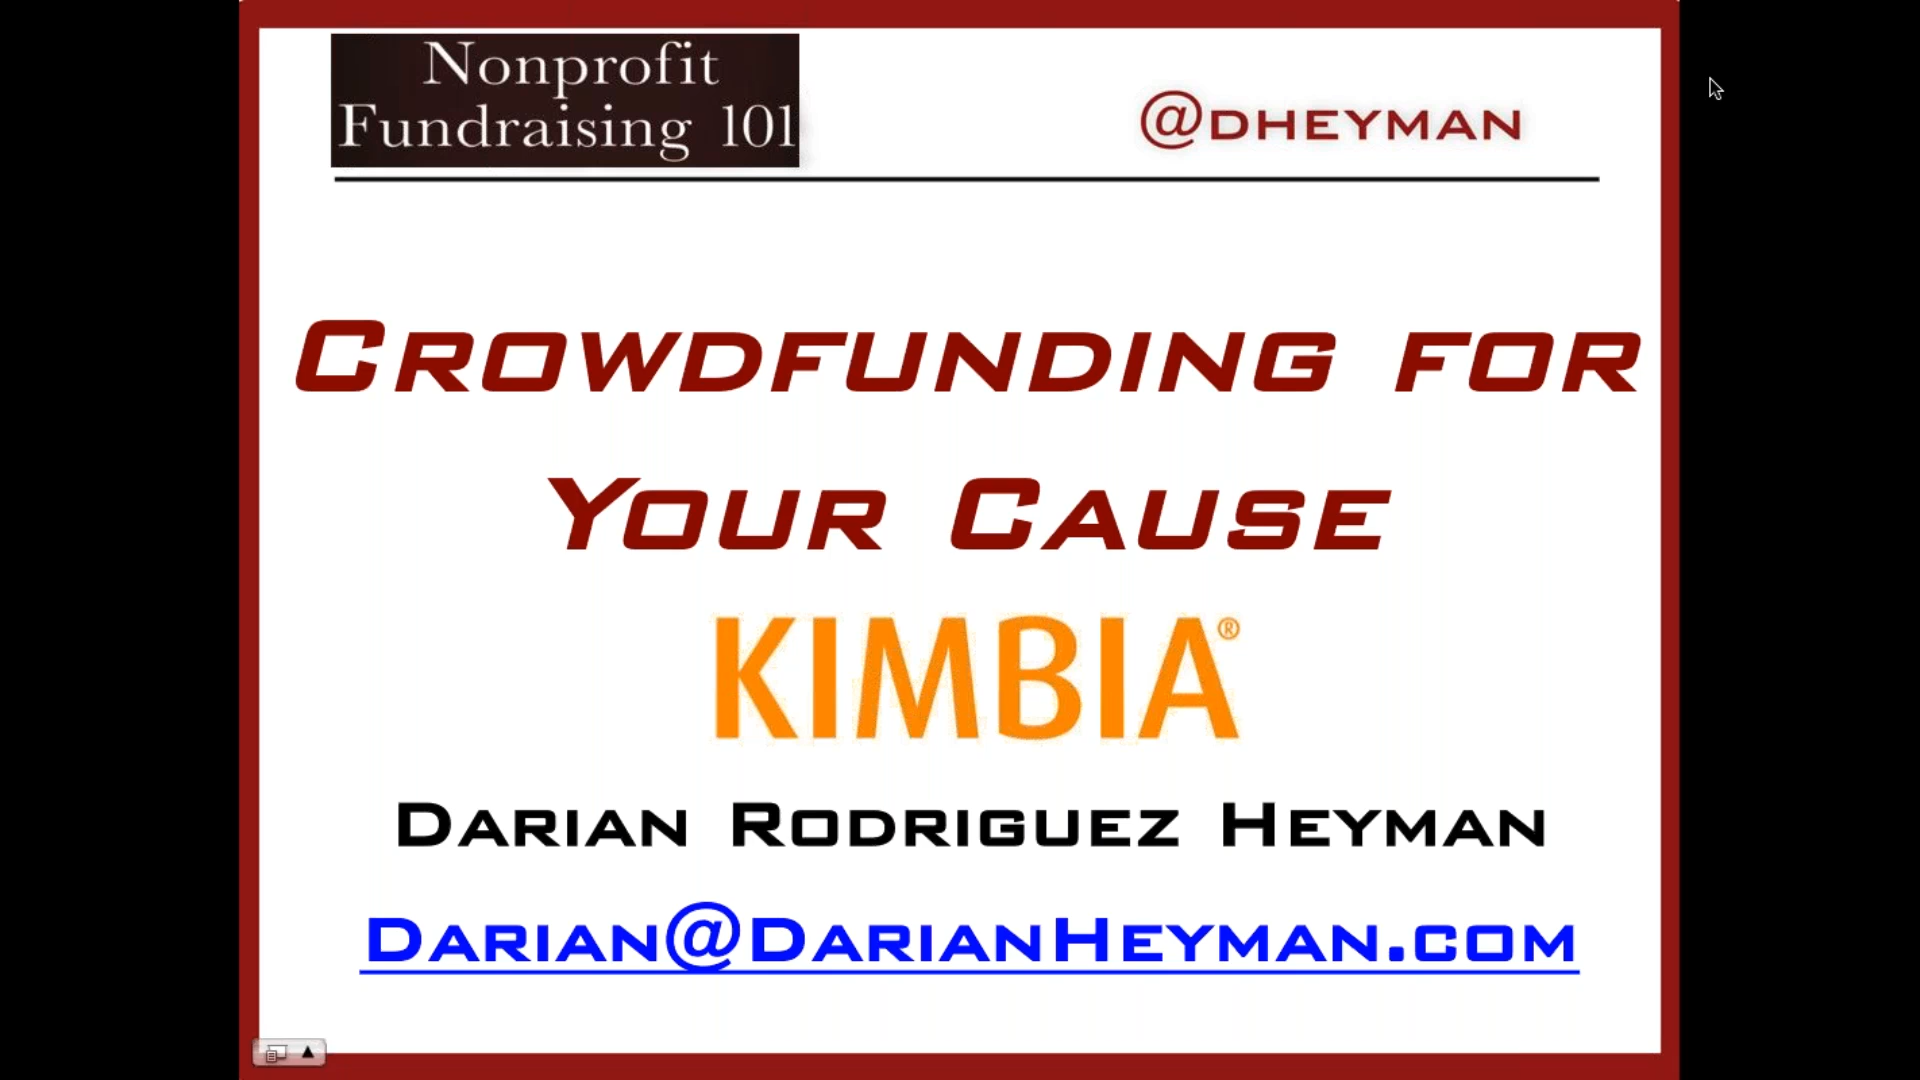 Nonprofit
Fundraising 101
@DHEYMAN
CROWDFUNDING FOR
YOUR CAUSE
KIMBIA®
DARIAN RODRIGUEZ HEYMAN
DARIAN@DARIANHEYMAN.COM